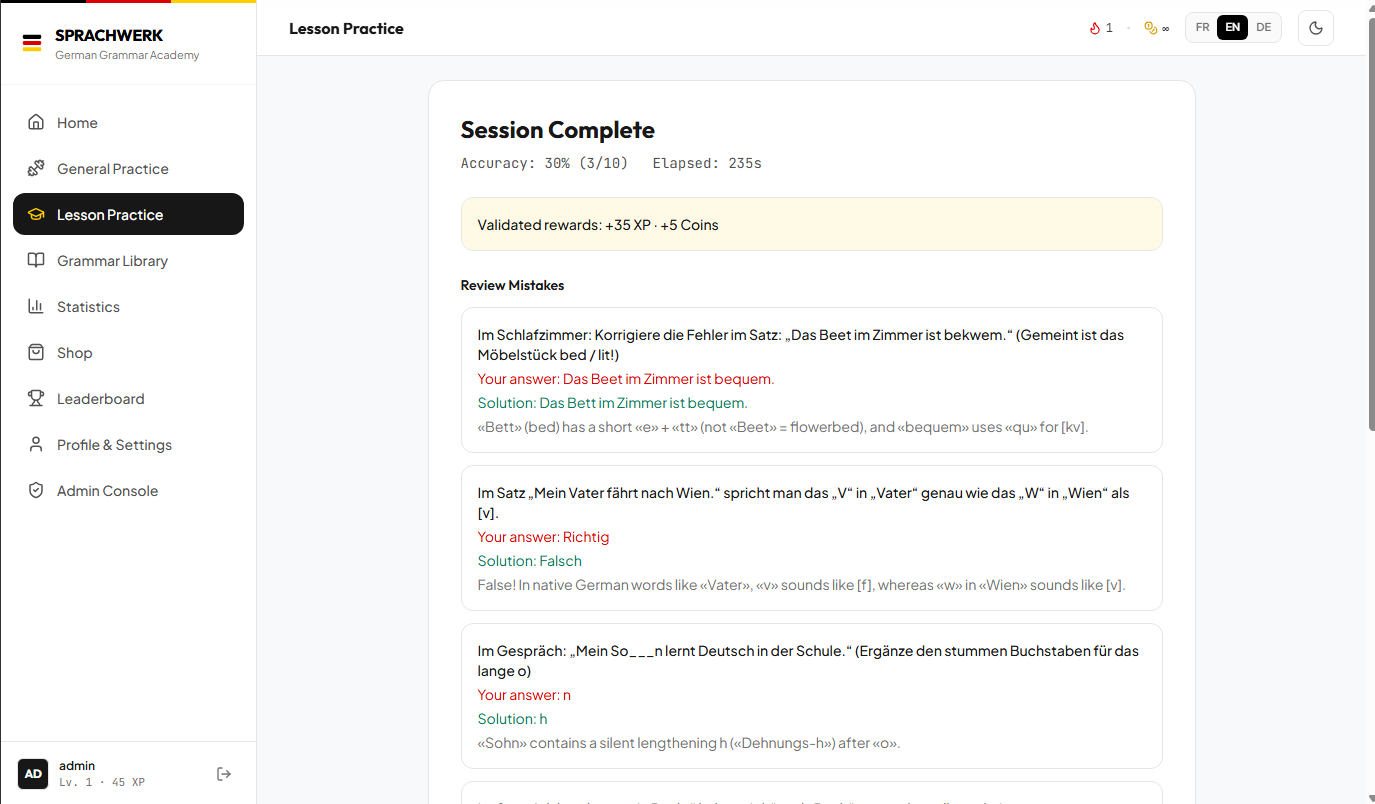 SPRACHWERK
German Grammar Academy
Home
General Practice
Lesson Practice
Grammar Library
Statistics
Shop
Leaderboard
Profile & Settings
Admin Console
AD
admin
Lv. 1 · 45 XP
Lesson Practice
1 · ∞ FR EN DE
Session Complete
Accuracy: 30% (3/10) Elapsed: 235s
Validated rewards: +35 XP · +5 Coins
Review Mistakes
Im Schlafzimmer: Korrigiere die Fehler im Satz: „Das Beet im Zimmer ist bekwem.“ (Gemeint ist das
Möbelstück bed / lit!)
Your answer: Das Beet im Zimmer ist bequem.
Solution: Das Bett im Zimmer ist bequem.
«Bett» (bed) has a short «e» + «tt» (not «Beet» = flowerbed), and «bequem» uses «qu» for [kv].
Im Satz „Mein Vater fährt nach Wien.“ spricht man das „V“ in „Vater“ genau wie das „W“ in „Wien“ als
[v].
Your answer: Richtig
Solution: Falsch
False! In native German words like «Vater», «v» sounds like [f], whereas «w» in «Wien» sounds like [v].
Im Gespräch: „Mein So___n lernt Deutsch in der Schule.“ (Ergänze den stummen Buchstaben für das
lange o)
Your answer: n
Solution: h
«Sohn» contains a silent lengthening h («Dehnungs-h») after «o».